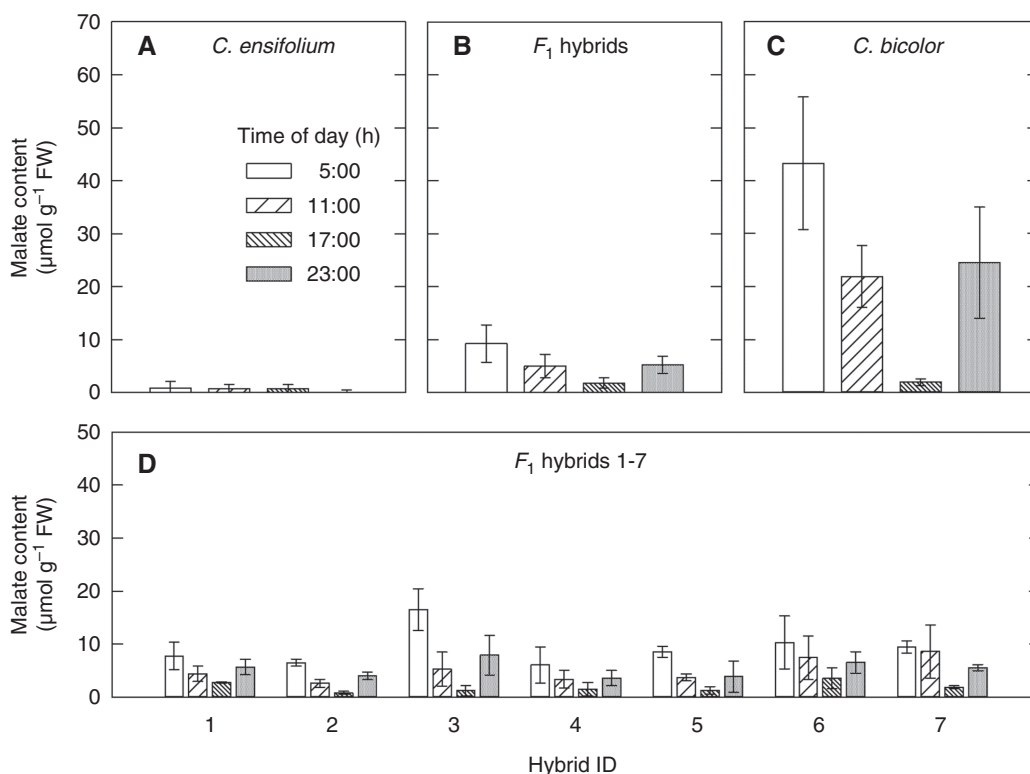 A C. ensifolium
B F₁ hybrids
C C. bicolor
70
60
50
40
30
20
10
0
Malate content
(µmol g⁻¹ FW)
Time of day (h)
5:00
11:00
17:00
23:00
D F₁ hybrids 1-7
50
40
30
20
10
0
Malate content
(µmol g⁻¹ FW)
1 2 3 4 5 6 7
Hybrid ID